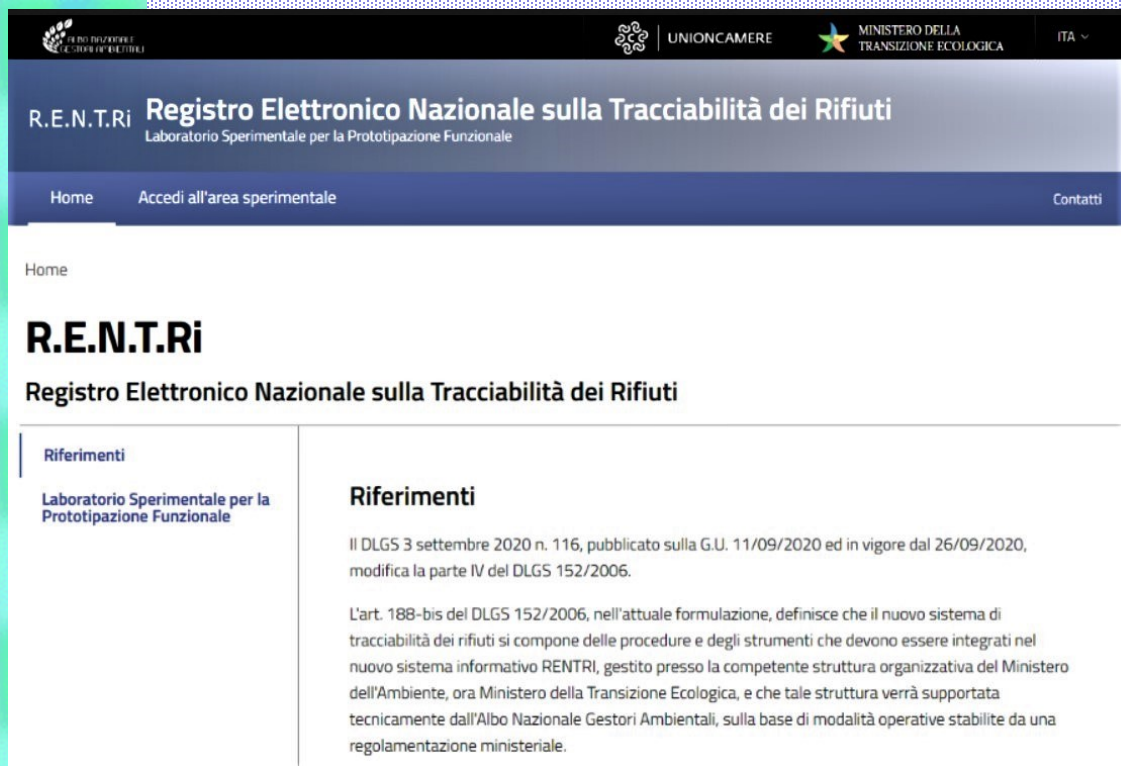 ALBO NAZIONALE
GESTORI AMBIENTALI
UNIONCAMERE
MINISTERO DELLA
TRANSIZIONE ECOLOGICA
ITA
R.E.N.T.Ri
Registro Elettronico Nazionale sulla Tracciabilità dei Rifiuti
Laboratorio Sperimentale per la Prototipazione Funzionale
Home
Accedi all'area sperimentale
Contatti
Home
R.E.N.T.Ri
Registro Elettronico Nazionale sulla Tracciabilità dei Rifiuti
Riferimenti
Laboratorio Sperimentale per la
Prototipazione Funzionale
Riferimenti
Il DLGS 3 settembre 2020 n. 116, pubblicato sulla G.U. 11/09/2020 ed in vigore dal 26/09/2020,
modifica la parte IV del DLGS 152/2006.
L'art. 188-bis del DLGS 152/2006, nell'attuale formulazione, definisce che il nuovo sistema di
tracciabilità dei rifiuti si compone delle procedure e degli strumenti che devono essere integrati nel
nuovo sistema informativo RENTRI, gestito presso la competente struttura organizzativa del Ministero
dell'Ambiente, ora Ministero della Transizione Ecologica, e che tale struttura verrà supportata
tecnicamente dall'Albo Nazionale Gestori Ambientali, sulla base di modalità operative stabilite da una
regolamentazione ministeriale.